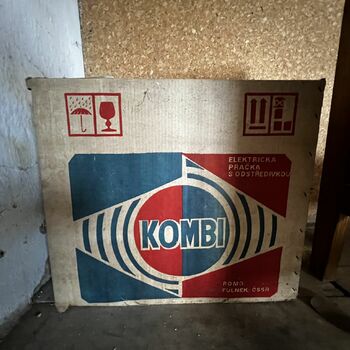 ELEKTRICKÁ
PRAČKA
S ODSTŘEDIVKOU
KOMBI
ROMO
FULNEK ČSSR